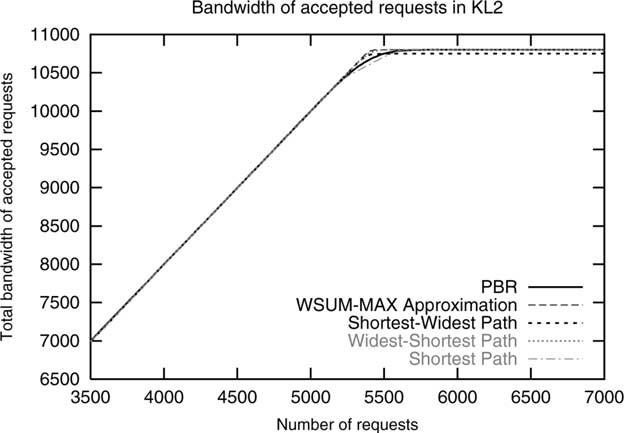 Bandwidth of accepted requests in KL2
Total bandwidth of accepted requests
11000
10500
10000
9500
9000
8500
8000
7500
7000
6500
PBR
WSUM-MAX Approximation
Shortest-Widest Path
Widest-Shortest Path
Shortest Path
3500 4000 4500 5000 5500 6000 6500 7000
Number of requests